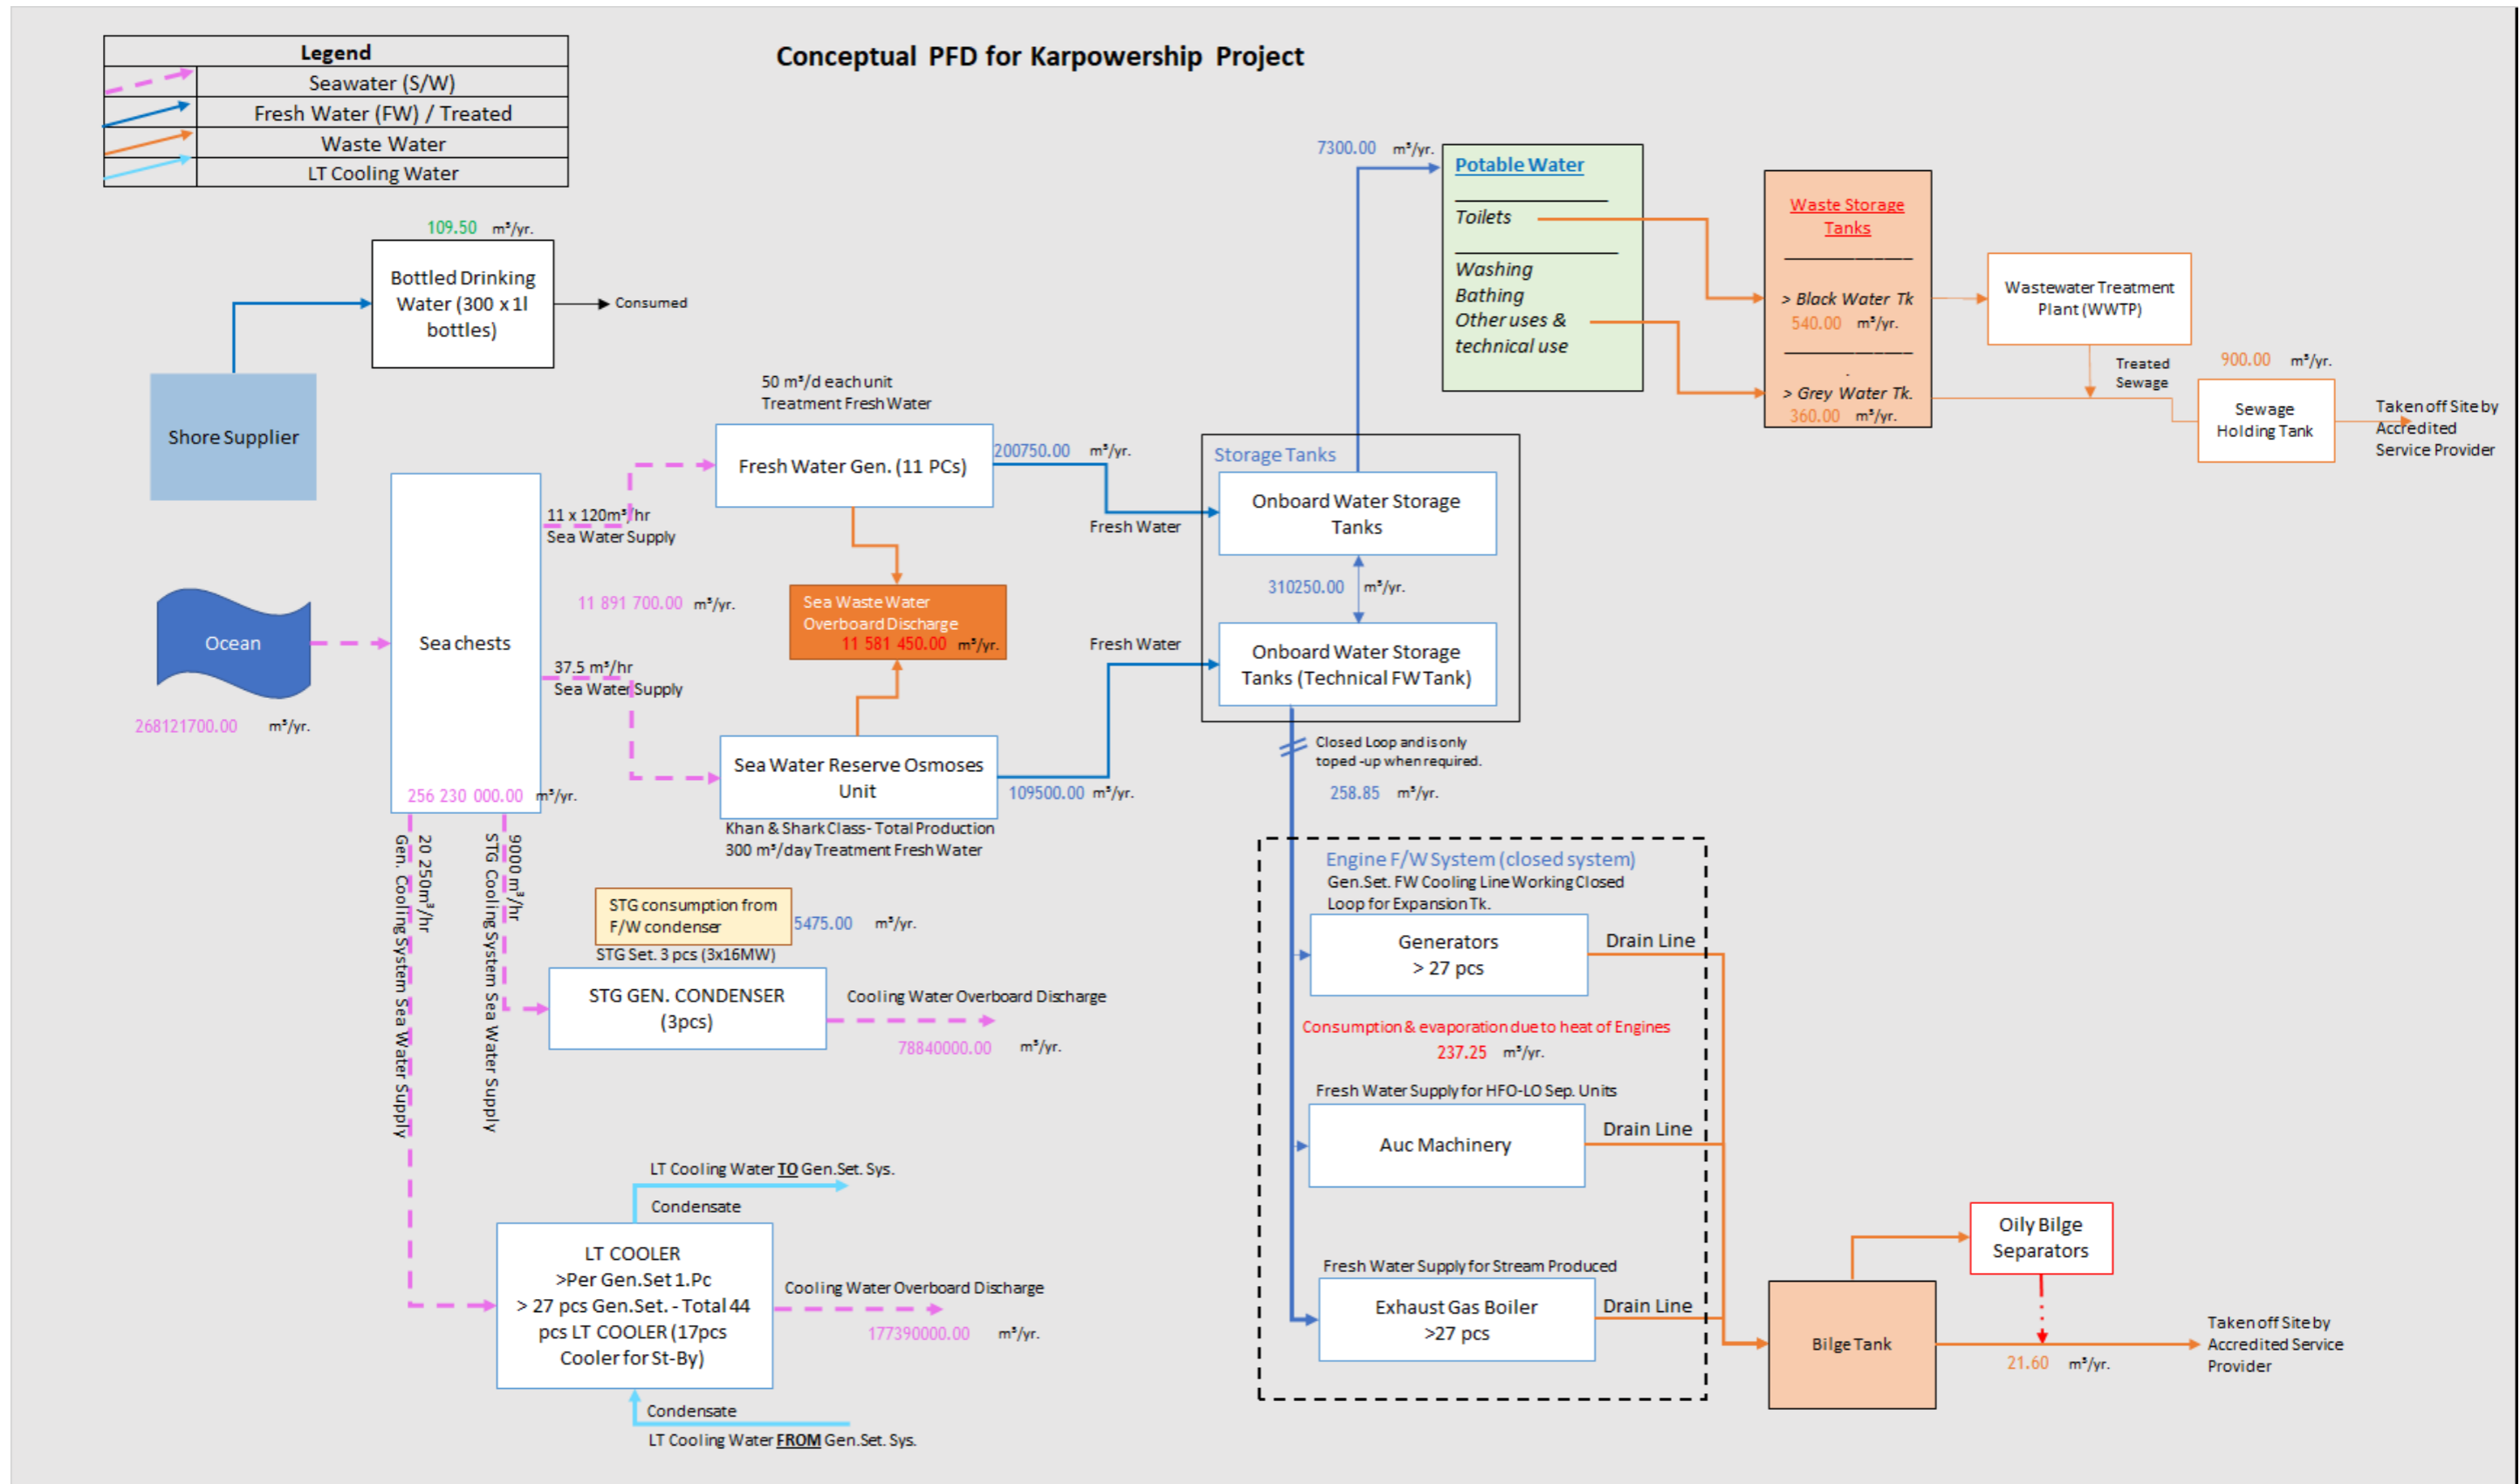 Conceptual PFD for Karpowership Project
Legend
Seawater (S/W)
Fresh Water (FW) / Treated
Waste Water
LT Cooling Water
109.50 m³/yr.
Bottled Drinking
Water (300 x 1l
bottles)
Consumed
Shore Supplier
Ocean
268121700.00 m³/yr.
Sea chests
256 230 000.00 m³/yr.
11 x 120m³/hr
Sea Water Supply
11 891 700.00 m³/yr.
37.5 m³/hr
Sea Water Supply
50 m³/d each unit
Treatment Fresh Water
Fresh Water Gen. (11 PCs)
200750.00 m³/yr.
Fresh Water
Sea Waste Water
Overboard Discharge
11 581 450.00 m³/yr.
Fresh Water
Sea Water Reserve Osmoses
Unit
109500.00 m³/yr.
Khan & Shark Class- Total Production
300 m³/day Treatment Fresh Water
Storage Tanks
Onboard Water Storage
Tanks
310250.00 m³/yr.
Onboard Water Storage
Tanks (Technical FW Tank)
Closed Loop and is only
toped -up when required.
258.85 m³/yr.
7300.00 m³/yr.
Potable Water
Toilets
Washing
Bathing
Other uses &
technical use
Waste Storage
Tanks
> Black Water Tk
540.00 m³/yr.
.
> Grey Water Tk.
360.00 m³/yr.
Wastewater Treatment
Plant (WWTP)
Treated
Sewage
900.00 m³/yr.
Sewage
Holding Tank
Taken off Site by
Accredited
Service Provider
20 250m³/hr
Gen. Cooling System Sea Water Supply
9000 m³/hr
STG Cooling System Sea Water Supply
STG consumption from
F/W condenser
5475.00 m³/yr.
STG Set. 3 pcs (3x16MW)
STG GEN. CONDENSER
(3pcs)
Cooling Water Overboard Discharge
78840000.00 m³/yr.
LT Cooling Water TO Gen.Set. Sys.
Condensate
LT COOLER
>Per Gen.Set 1.Pc
> 27 pcs Gen.Set. - Total 44
pcs LT COOLER (17pcs
Cooler for St-By)
Cooling Water Overboard Discharge
177390000.00 m³/yr.
Condensate
LT Cooling Water FROM Gen.Set. Sys.
Engine F/W System (closed system)
Gen.Set. FW Cooling Line Working Closed
Loop for Expansion Tk.
Generators
> 27 pcs
Drain Line
Consumption & evaporation due to heat of Engines
237.25 m³/yr.
Fresh Water Supply for HFO-LO Sep. Units
Auc Machinery
Drain Line
Fresh Water Supply for Stream Produced
Exhaust Gas Boiler
>27 pcs
Drain Line
Bilge Tank
Oily Bilge
Separators
21.60 m³/yr.
Taken off Site by
Accredited Service
Provider